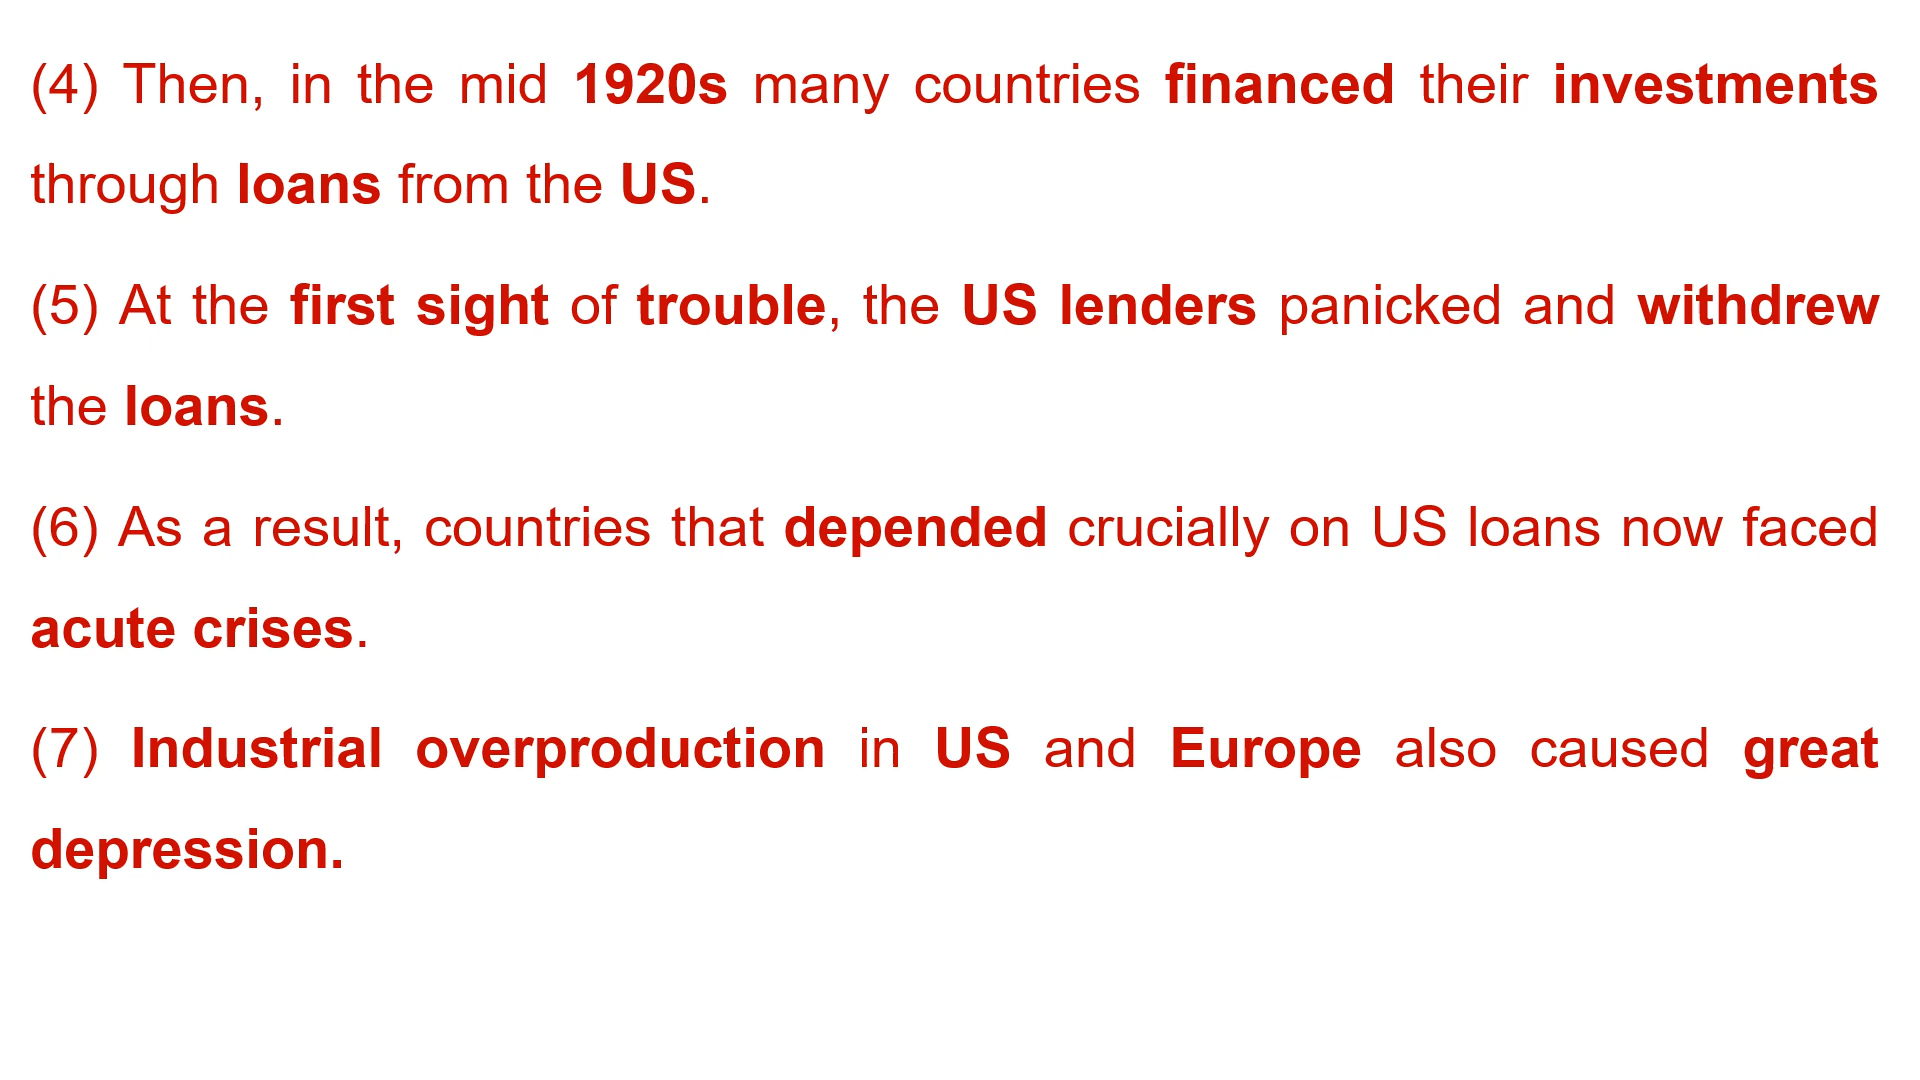 (4) Then, in the mid 1920s many countries financed their investments
through loans from the US.
(5) At the first sight of trouble, the US lenders panicked and withdrew
the loans.
(6) As a result, countries that depended crucially on US loans now faced
acute crises.
(7) Industrial overproduction in US and Europe also caused great
depression.